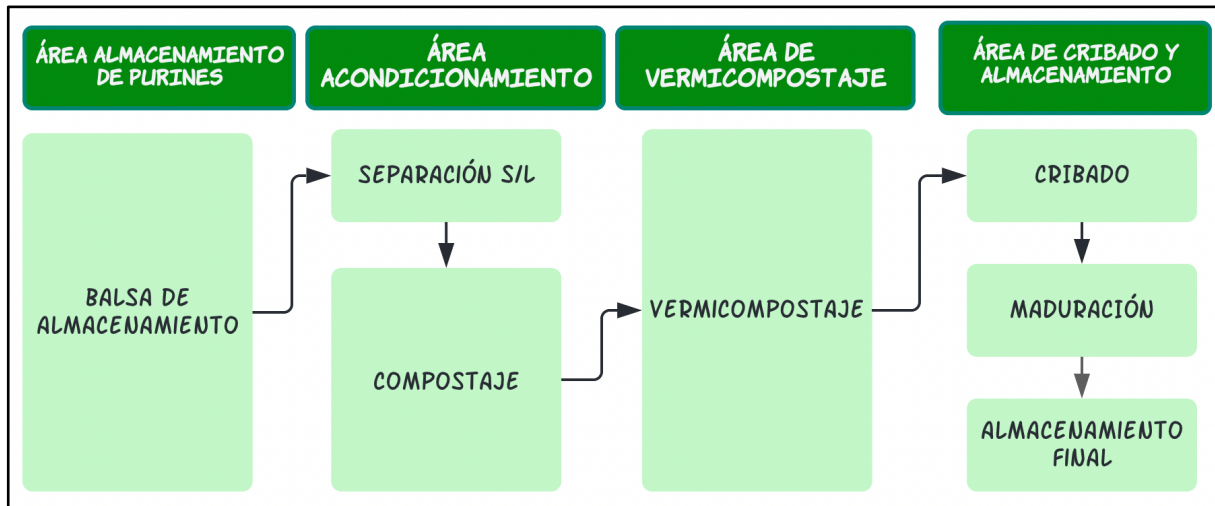 ÁREA ALMACENAMIENTO
DE PURINES
ÁREA
ACONDICIONAMIENTO
ÁREA DE
VERMICOMPOSTAJE
ÁREA DE CRIBADO Y
ALMACENAMIENTO
BALSA DE
ALMACENAMIENTO
SEPARACIÓN S/L
COMPOSTAJE
VERMICOMPOSTAJE
CRIBADO
MADURACIÓN
ALMACENAMIENTO
FINAL